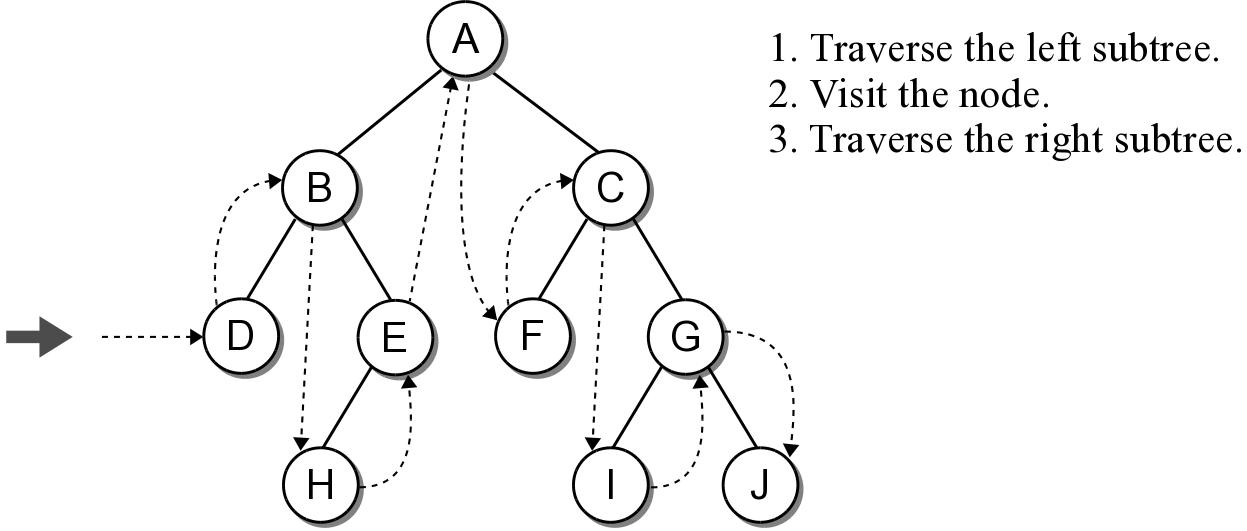 A
1. Traverse the left subtree.
2. Visit the node.
3. Traverse the right subtree.
B C
D E F G
H I J